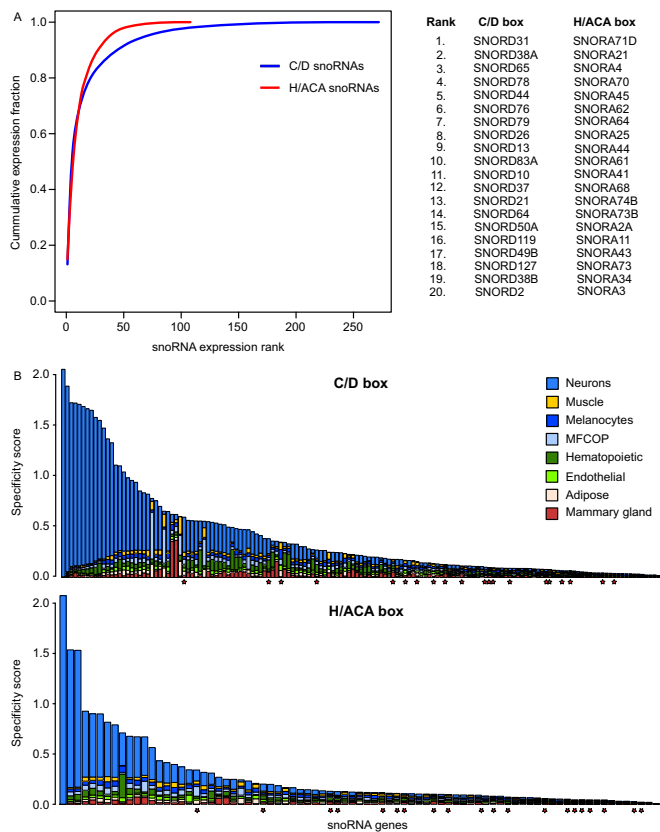 A
1.0
0.8
0.6
0.4
0.2
0.0
Cummulative expression fraction
C/D snoRNAs
H/ACA snoRNAs
0 50 100 150 200 250
snoRNA expression rank
Rank C/D box H/ACA box
1. SNORD31 SNORA71D
2. SNORD38A SNORA21
3. SNORD65 SNORA4
4. SNORD78 SNORA70
5. SNORD44 SNORA45
6. SNORD76 SNORA62
7. SNORD79 SNORA64
8. SNORD26 SNORA25
9. SNORD13 SNORA44
10. SNORD83A SNORA61
11. SNORD10 SNORA41
12. SNORD37 SNORA68
13. SNORD21 SNORA74B
14. SNORD64 SNORA73B
15. SNORD50A SNORA2A
16. SNORD119 SNORA11
17. SNORD49B SNORA43
18. SNORD127 SNORA73
19. SNORD38B SNORA34
20. SNORD2 SNORA3
B
C/D box
2.0
1.5
1.0
0.5
0.0
Specificity score
Neurons
Muscle
Melanocytes
MFCOP
Hematopoietic
Endothelial
Adipose
Mammary gland
H/ACA box
2.0
1.5
1.0
0.5
0.0
Specificity score
snoRNA genes